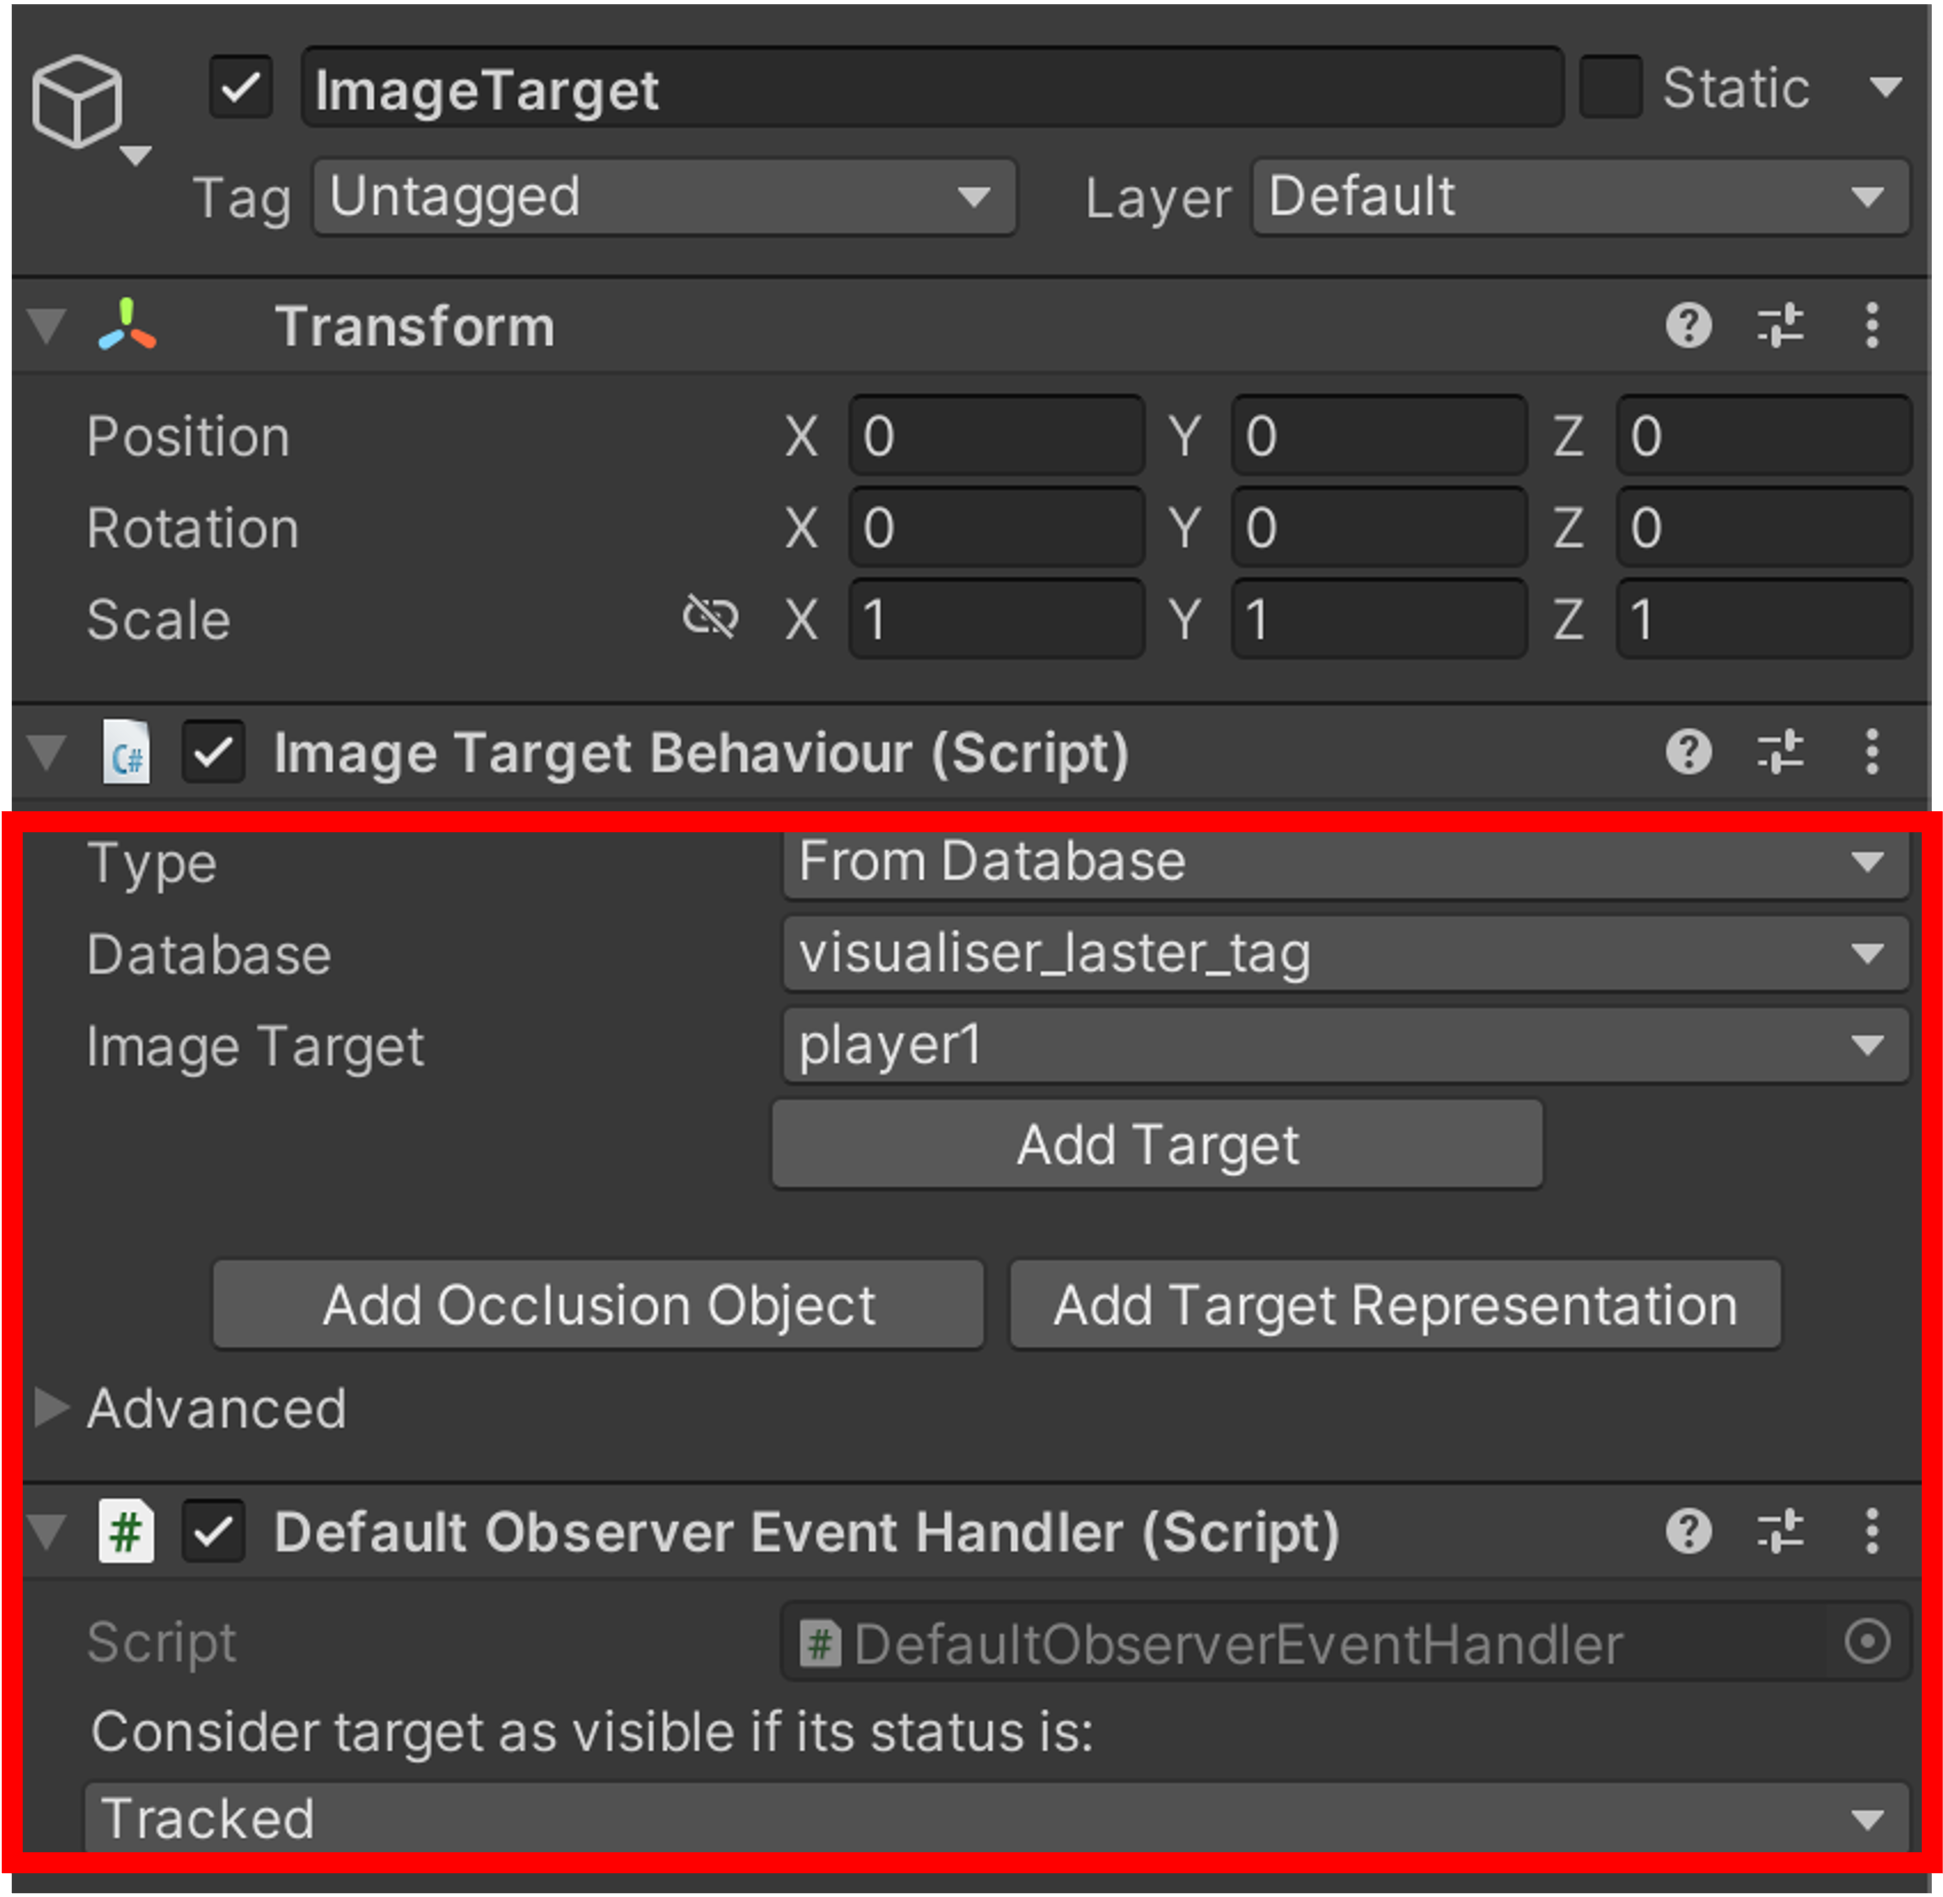 ImageTarget Static
Tag Untagged Layer Default
Transform
Position X 0 Y 0 Z 0
Rotation X 0 Y 0 Z 0
Scale X 1 Y 1 Z 1
C# Image Target Behaviour (Script)
Type From Database
Database visualiser_laster_tag
Image Target player1
Add Target
Add Occlusion Object Add Target Representation
Advanced
# Default Observer Event Handler (Script)
Script # DefaultObserverEventHandler
Consider target as visible if its status is:
Tracked